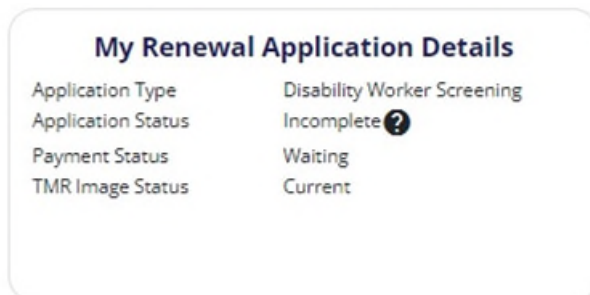 My Renewal Application Details
Application Type Disability Worker Screening
Application Status Incomplete ?
Payment Status Waiting
TMR Image Status Current